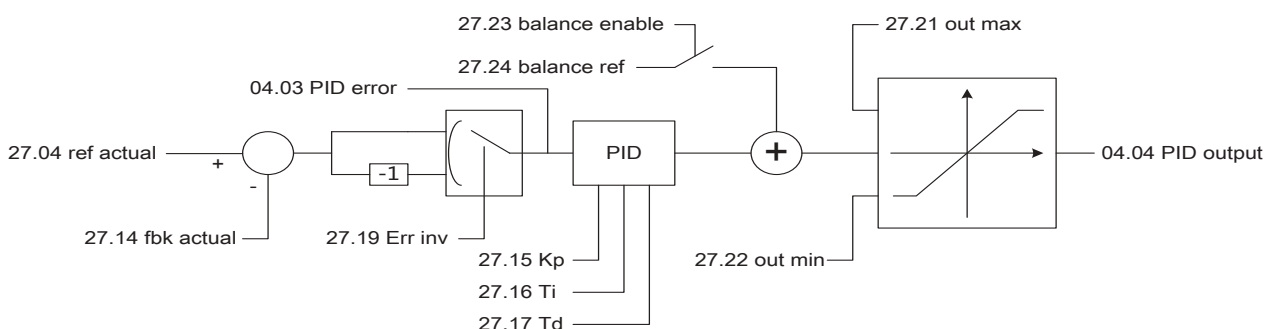 27.23 balance enable
27.21 out max
27.24 balance ref
04.03 PID error
27.04 ref actual
+
-
-1
PID
+
04.04 PID output
27.14 fbk actual
27.19 Err inv
27.15 Kp
27.22 out min
27.16 Ti
27.17 Td